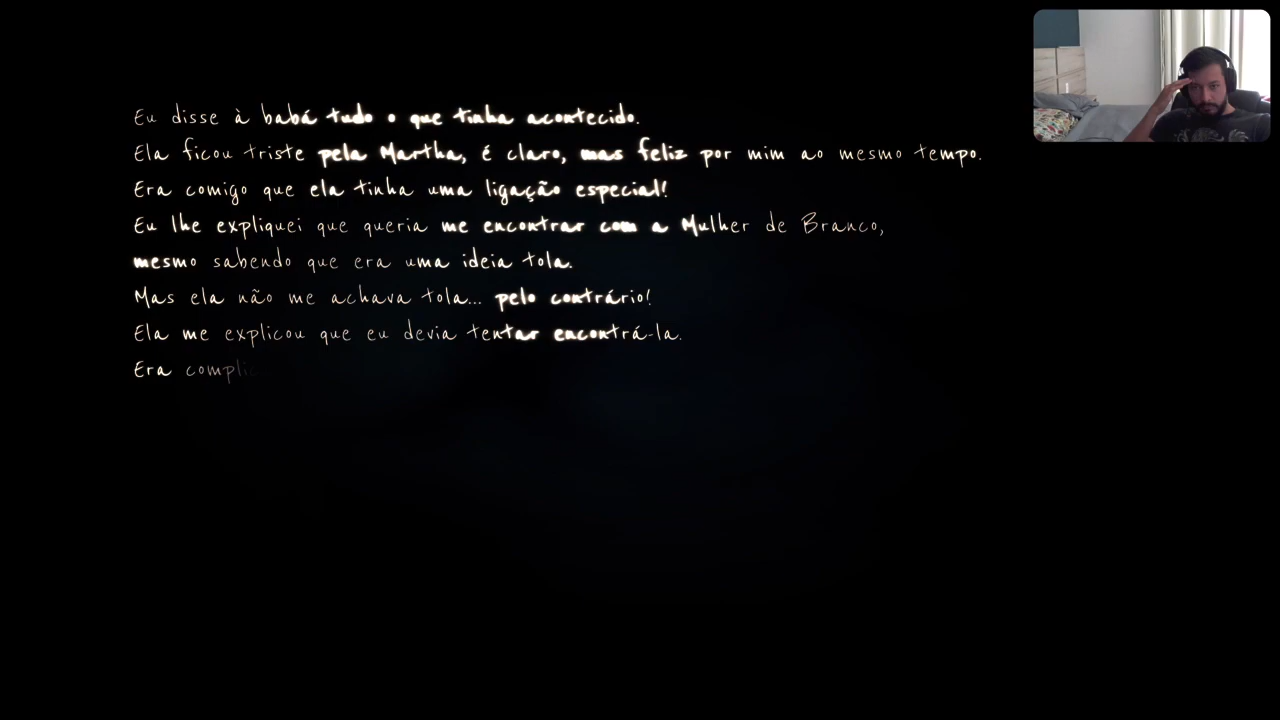 Eu disse à babá tudo o que tinha acontecido.
Ela ficou triste pela Martha, é claro, mas feliz por mim ao mesmo tempo.
Era comigo que ela tinha uma ligação especial!
Eu lhe expliquei que queria me encontrar com a Mulher de Branco,
mesmo sabendo que era uma ideia tola.
Mas ela não me achava tola... pelo contrário!
Ela me explicou que eu devia tentar encontrá-la.
Era compli